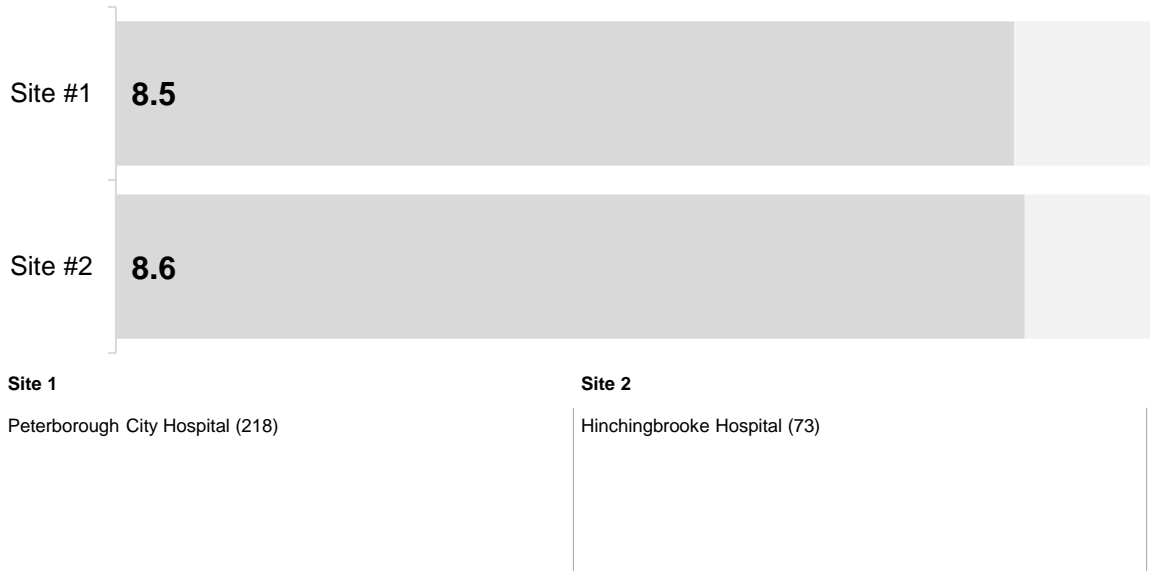 Site #1
8.5
Site #2
8.6
Site 1
Site 2
Peterborough City Hospital (218)
Hinchingbrooke Hospital (73)